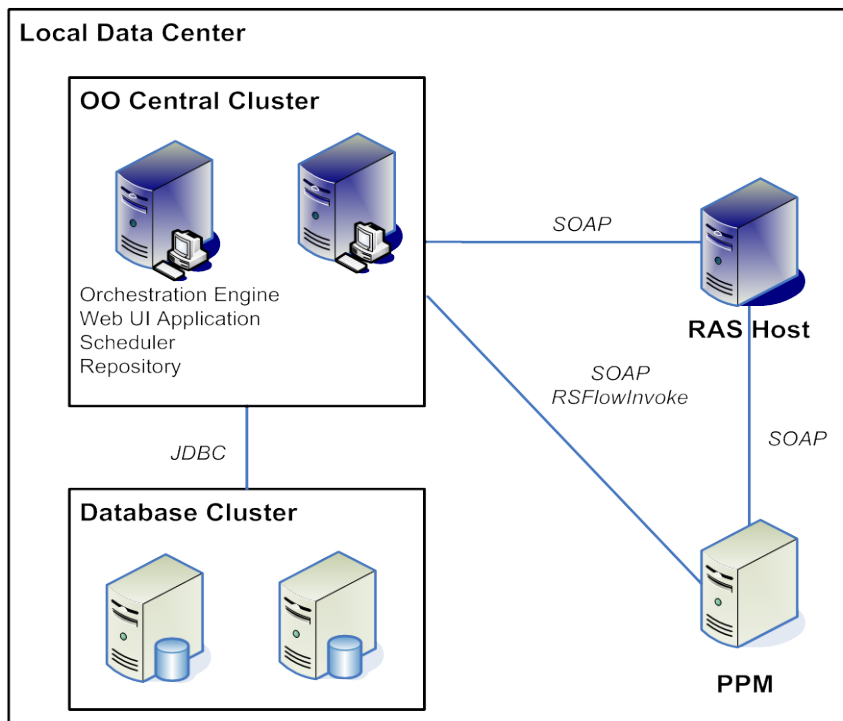 Local Data Center
OO Central Cluster
Orchestration Engine
Web UI Application
Scheduler
Repository
SOAP
RAS Host
SOAP
RSFlowInvoke
SOAP
JDBC
Database Cluster
PPM